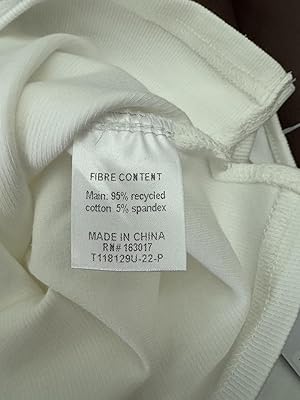 FIBRE CONTENT
Main: 95% recycled
cotton 5% spandex
MADE IN CHINA
RN# 163017
T118129U-22-P